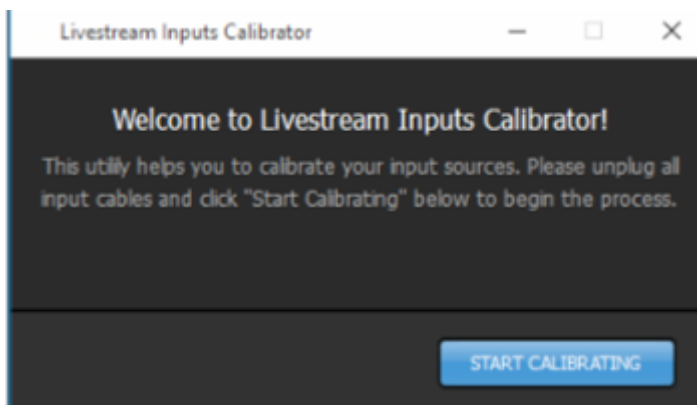 Livestream Inputs Calibrator
Welcome to Livestream Inputs Calibrator!
This utility helps you to calibrate your input sources. Please unplug all
input cables and click "Start Calibrating" below to begin the process.
START CALIBRATING